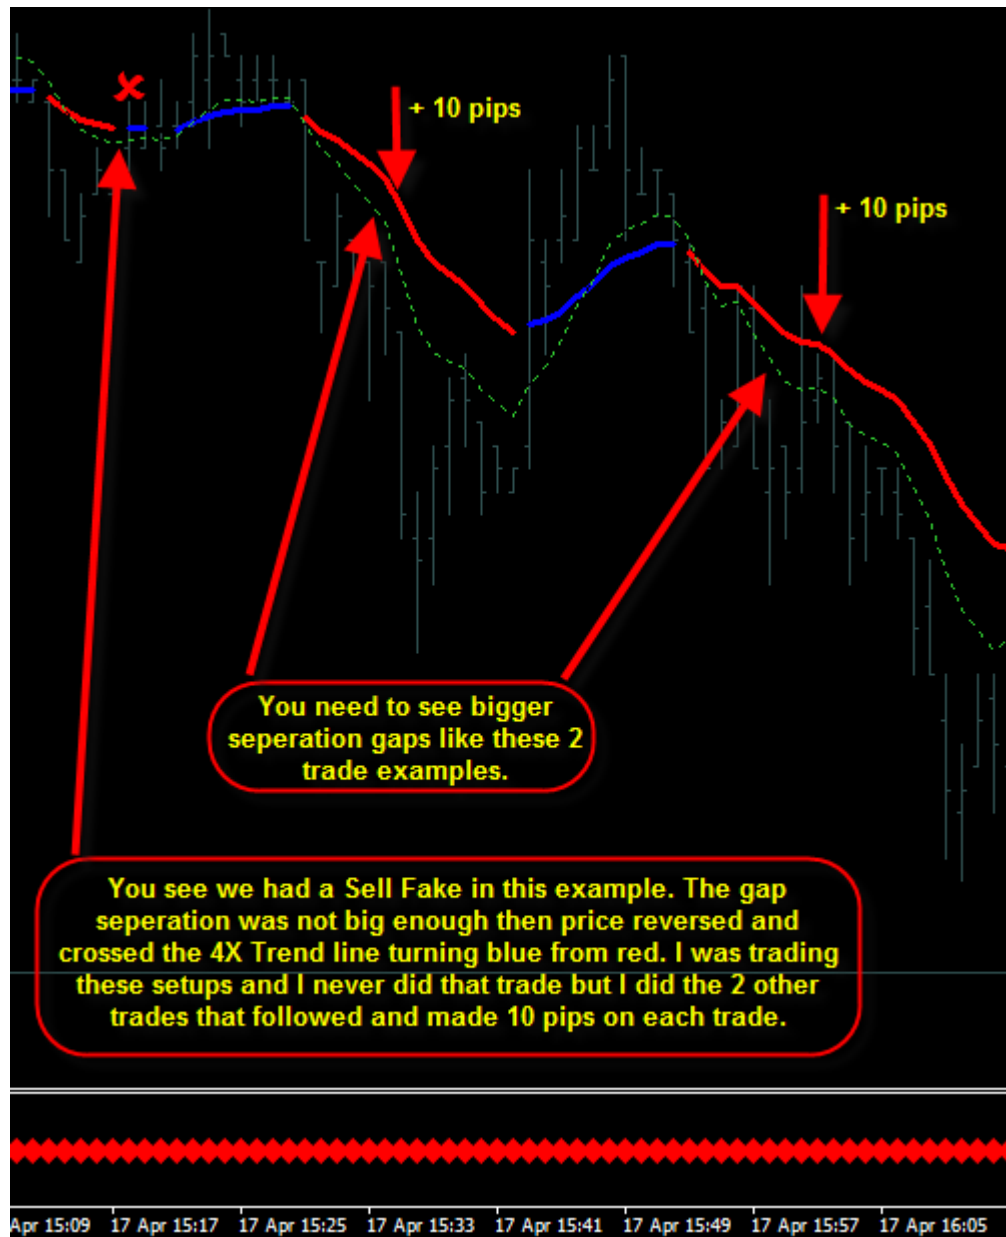 + 10 pips
+ 10 pips
You need to see bigger
seperation gaps like these 2
trade examples.
You see we had a Sell Fake in this example. The gap
seperation was not big enough then price reversed and
crossed the 4X Trend line turning blue from red. I was trading
these setups and I never did that trade but I did the 2 other
trades that followed and made 10 pips on each trade.
Apr 15:09 17 Apr 15:17 17 Apr 15:25 17 Apr 15:33 17 Apr 15:41 17 Apr 15:49 17 Apr 15:57 17 Apr 16:05